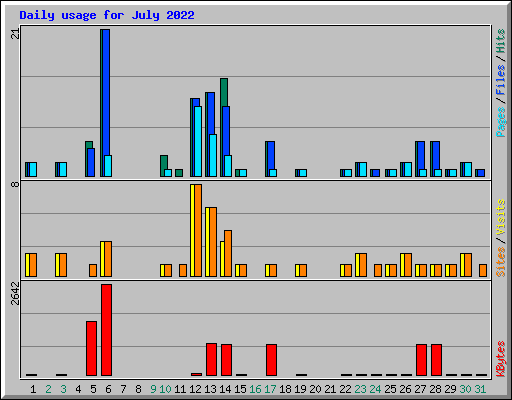 Daily usage for July 2022
21
8
2642
Pages / Files / Hits
Sites / Visits
KBytes
1 2 3 4 5 6 7 8 9 10 11 12 13 14 15 16 17 18 19 20 21 22 23 24 25 26 27 28 29 30 31